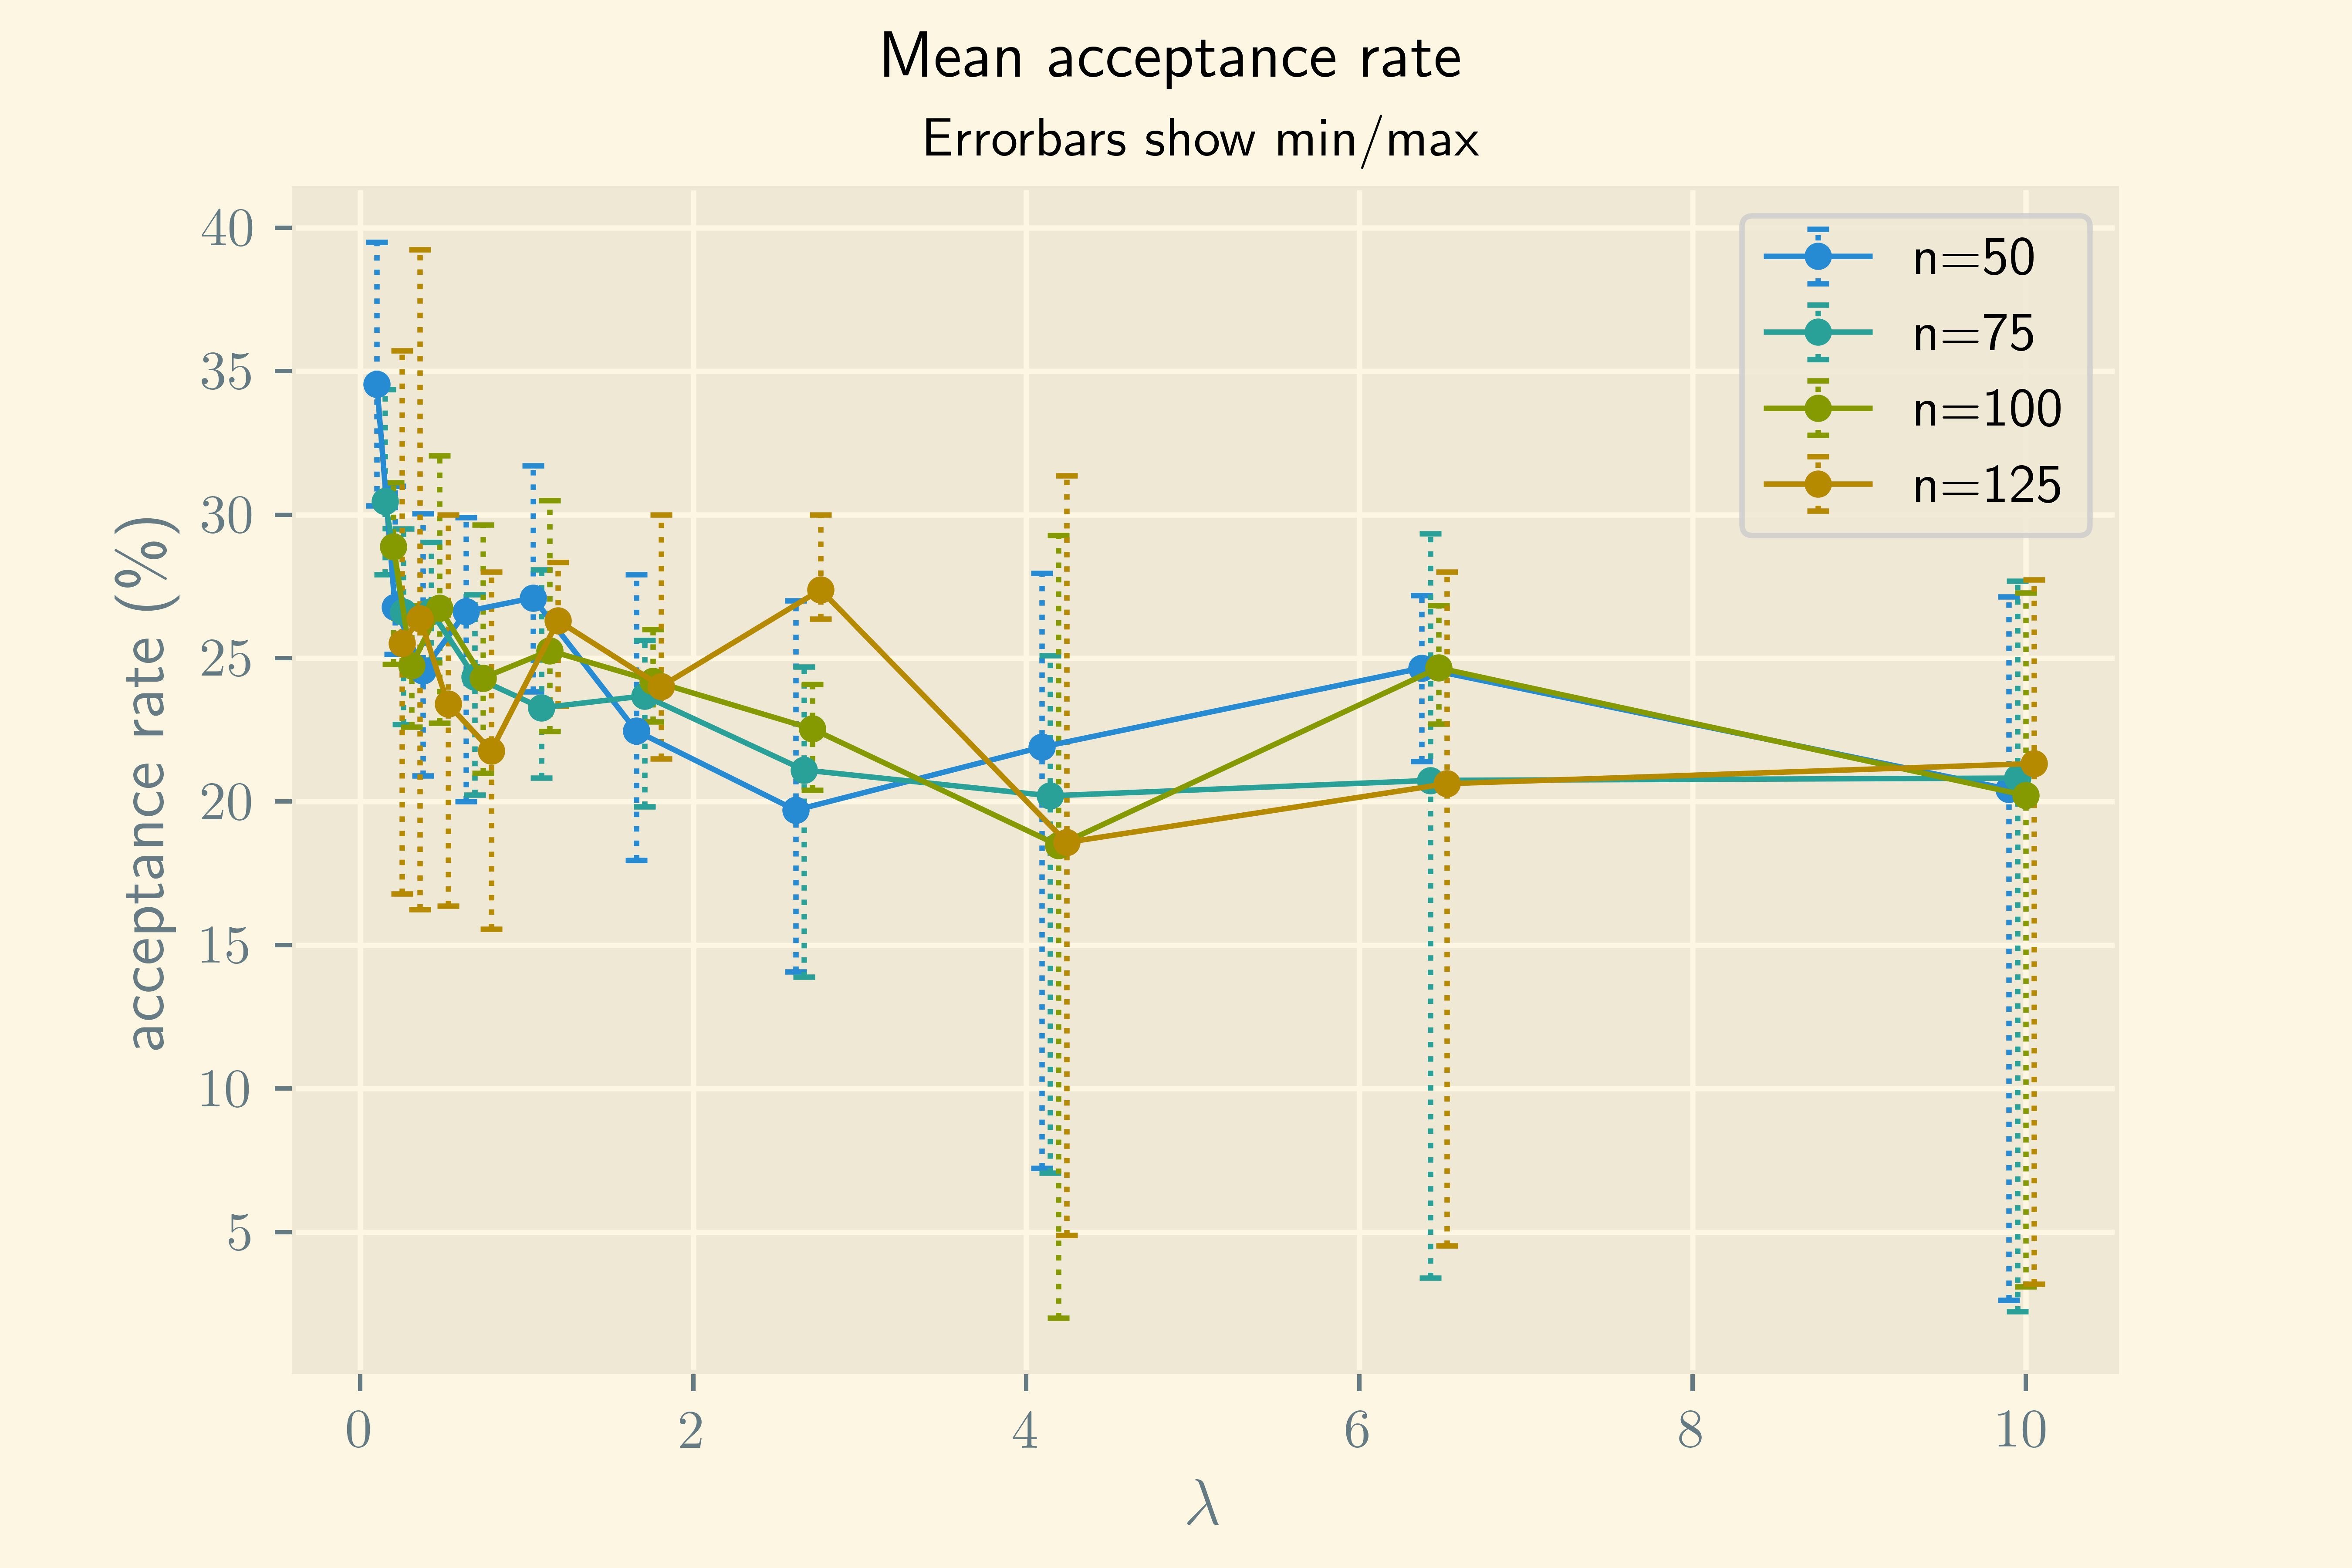 Mean acceptance rate
Errorbars show min/max
n=50
n=75
n=100
n=125
acceptance rate (%)
40
35
30
25
20
15
10
5
0 2 4 6 8 10
λ